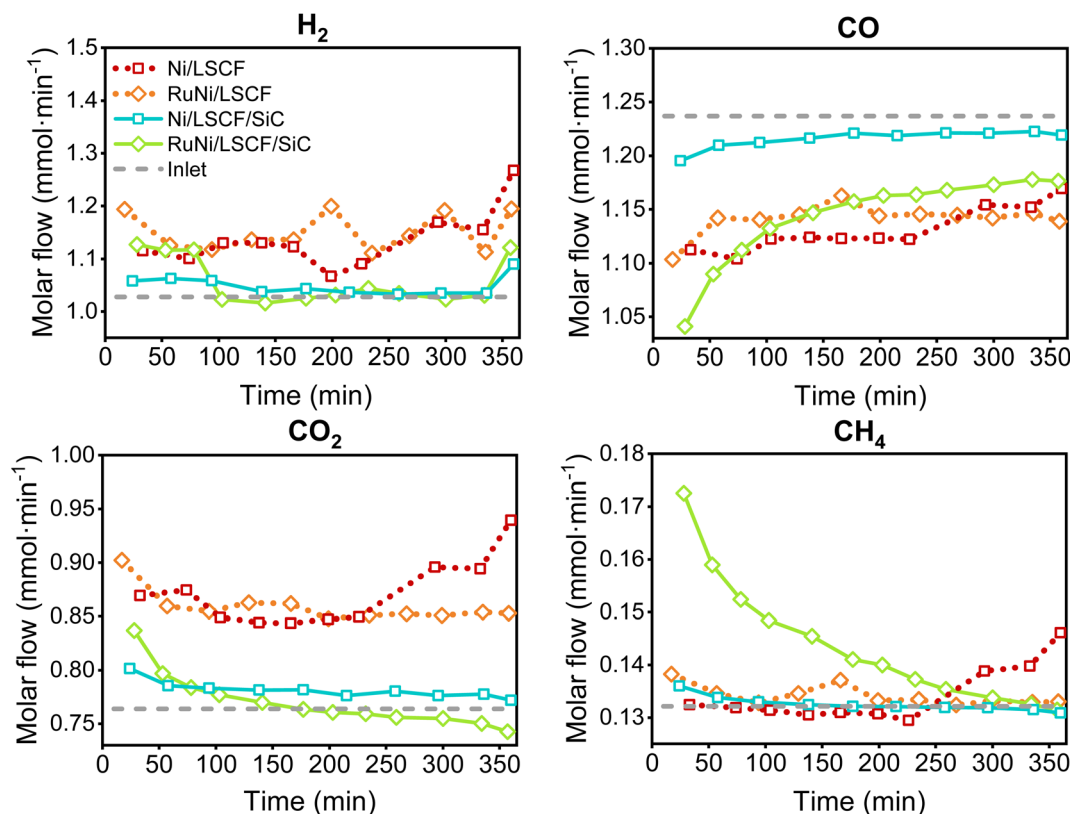 H₂
Molar flow (mmol·min⁻¹)
1.5
1.4
1.3
1.2
1.1
1.0
Ni/LSCF
RuNi/LSCF
Ni/LSCF/SiC
RuNi/LSCF/SiC
Inlet
0 50 100 150 200 250 300 350
Time (min)
CO
Molar flow (mmol·min⁻¹)
1.30
1.25
1.20
1.15
1.10
1.05
0 50 100 150 200 250 300 350
Time (min)
CO₂
Molar flow (mmol·min⁻¹)
1.00
0.95
0.90
0.85
0.80
0.75
0 50 100 150 200 250 300 350
Time (min)
CH₄
Molar flow (mmol·min⁻¹)
0.18
0.17
0.16
0.15
0.14
0.13
0 50 100 150 200 250 300 350
Time (min)